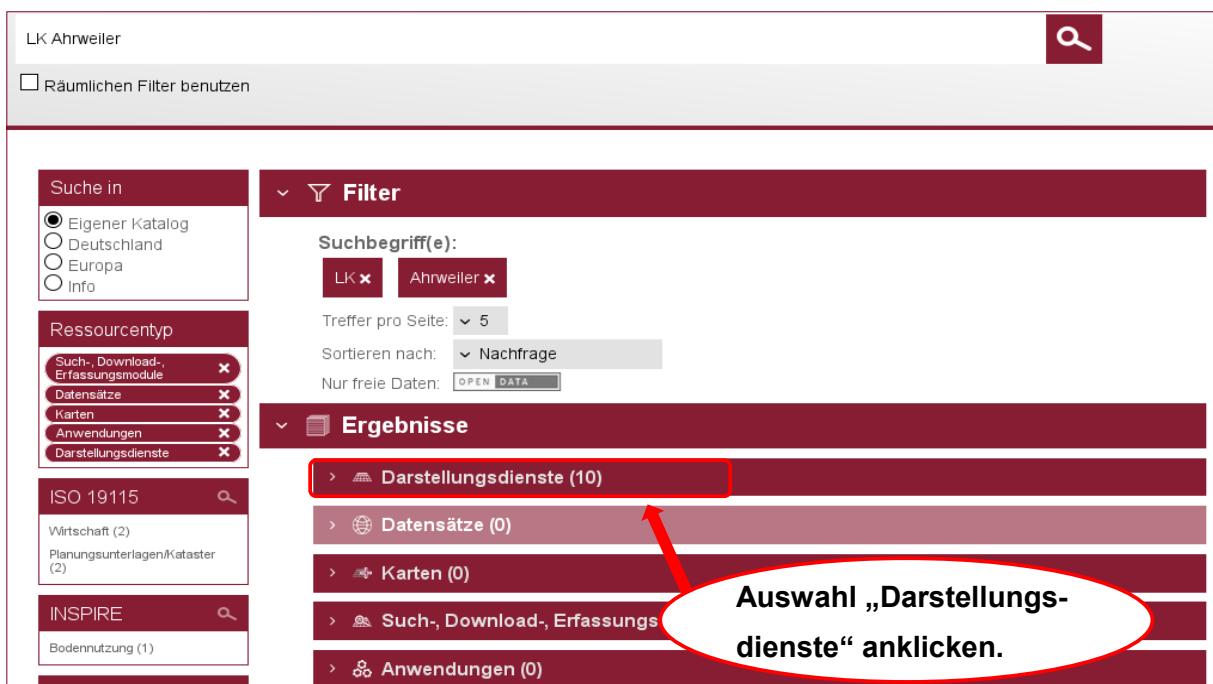 LK Ahrweiler
Räumlichen Filter benutzen
Suche in
Eigener Katalog
Deutschland
Europa
Info
Ressourcentyp
Such-, Download-,
Erfassungsmodule
Datensätze
Karten
Anwendungen
Darstellungsdienste
ISO 19115
Wirtschaft (2)
Planungsunterlagen/Kataster
(2)
INSPIRE
Bodennutzung (1)
Filter
Suchbegriff(e):
LK Ahrweiler
Treffer pro Seite: 5
Sortieren nach: Nachfrage
Nur freie Daten: OPEN DATA
Ergebnisse
Darstellungsdienste (10)
Datensätze (0)
Karten (0)
Such-, Download-, Erfassungs
Anwendungen (0)
Auswahl „Darstellungs-
dienste“ anklicken.